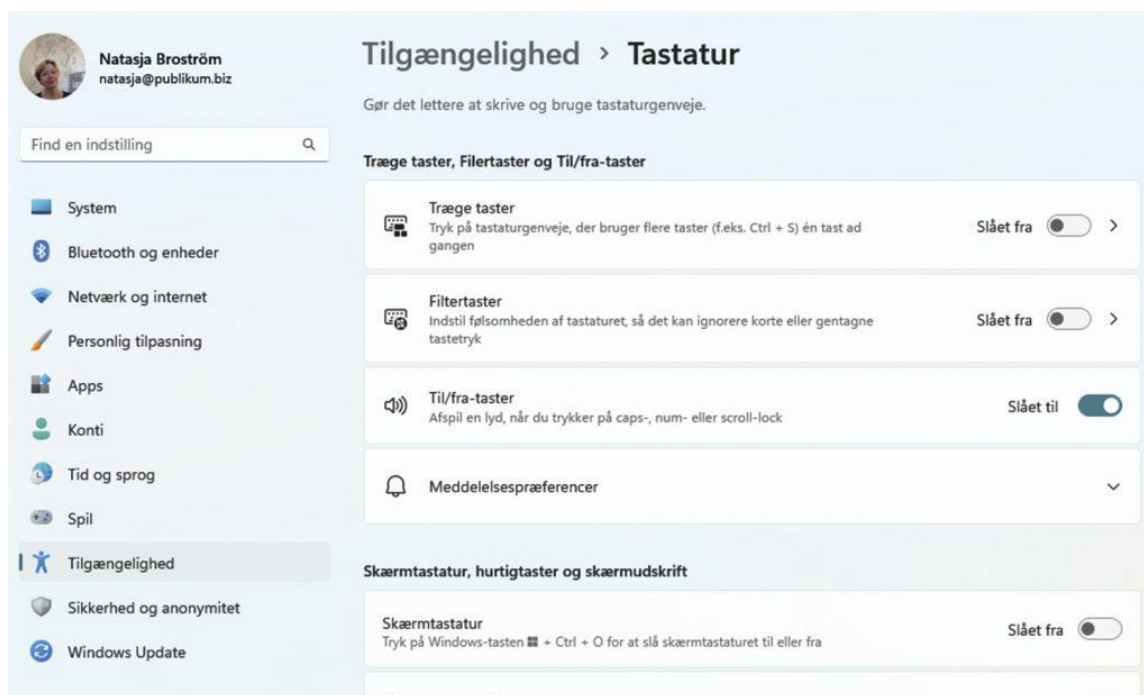 Natasja Broström
natasja@publikum.biz
Find en indstilling
System
Bluetooth og enheder
Netværk og internet
Personlig tilpasning
Apps
Konti
Tid og sprog
Spil
Tilgængelighed
Sikkerhed og anonymitet
Windows Update
Tilgængelighed > Tastatur
Gør det lettere at skrive og bruge tastaturgenveje.
Træge taster, Filertaster og Til/fra-taster
Træge taster
Tryk på tastaturgenveje, der bruger flere taster (f.eks. Ctrl + S) én tast ad
gangen
Slået fra
Filtertaster
Indstil følsomheden af tastaturet, så det kan ignorere korte eller gentagne
tastetryk
Slået fra
Til/fra-taster
Afspil en lyd, når du trykker på caps-, num- eller scroll-lock
Slået til
Meddelelsespræferencer
Skærmtastatur, hurtigtaster og skærmudskrift
Skærmtastatur
Tryk på Windows-tasten + Ctrl + O for at slå skærmtastaturet til eller fra
Slået fra